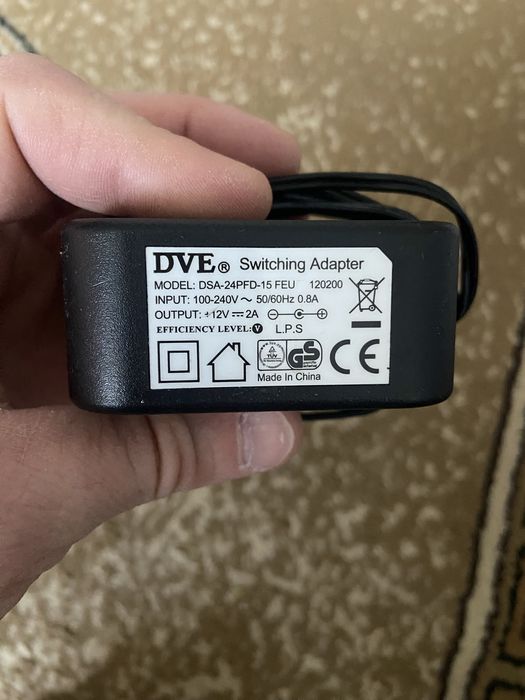 DVE® Switching Adapter
MODEL: DSA-24PFD-15 FEU 120200
INPUT: 100-240V ~ 50/60Hz 0.8A
OUTPUT: +12V ⎓ 2A
EFFICIENCY LEVEL: V L.P.S
TÜV GS CE
Made In China